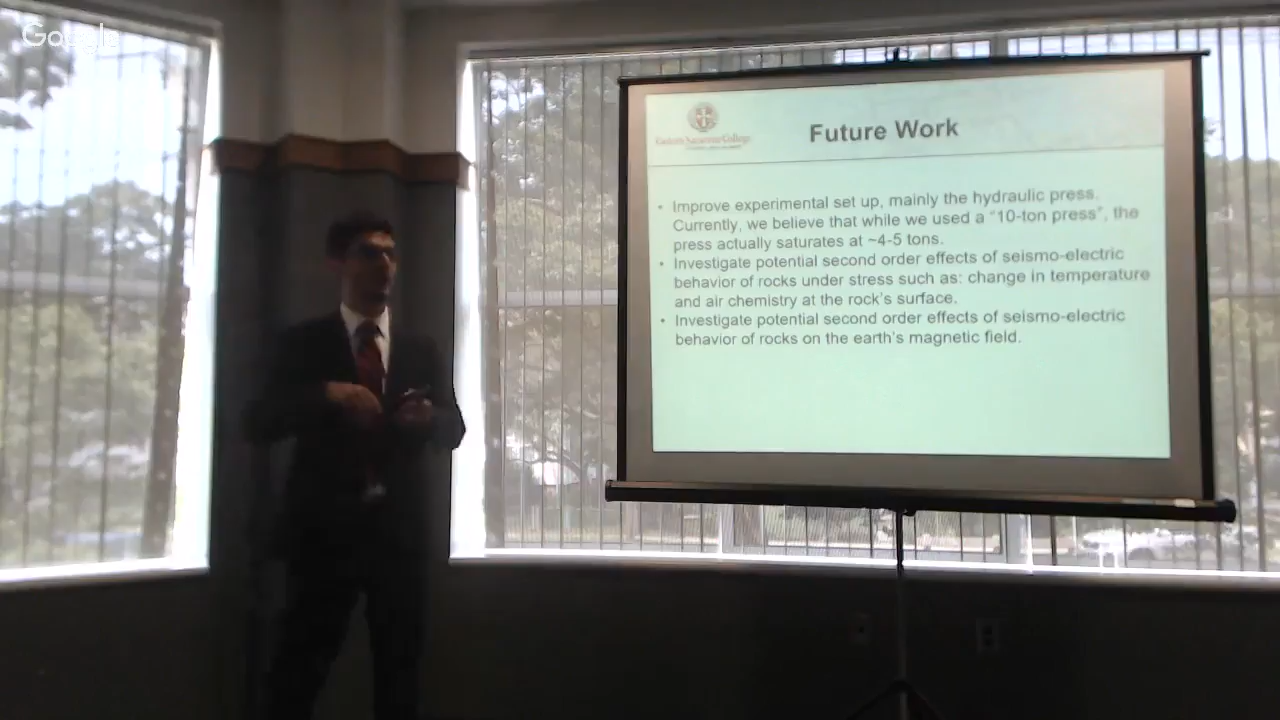 Google
Future Work
Eastern Nazarene College
• Improve experimental set up, mainly the hydraulic press.
Currently, we believe that while we used a "10-ton press", the
press actually saturates at ~4-5 tons.
• Investigate potential second order effects of seismo-electric
behavior of rocks under stress such as: change in temperature
and air chemistry at the rock's surface.
• Investigate potential second order effects of seismo-electric
behavior of rocks on the earth's magnetic field.